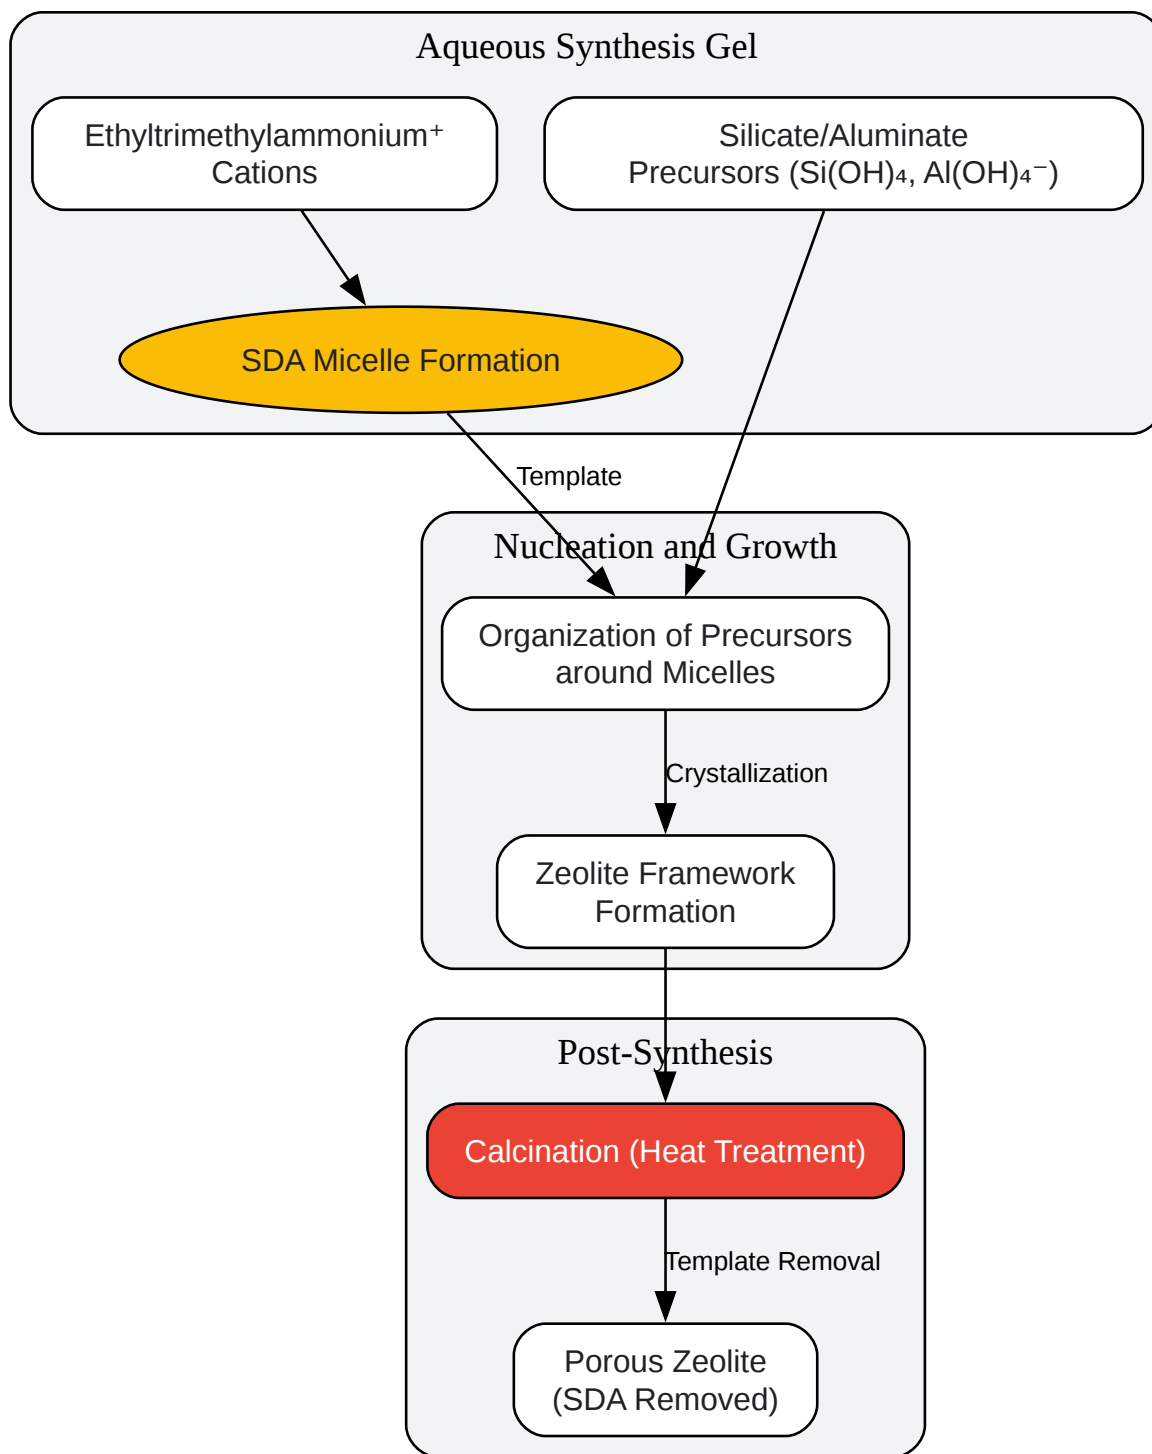 Aqueous Synthesis Gel
Ethyltrimethylammonium⁺
Cations
Silicate/Aluminate
Precursors (Si(OH)₄, Al(OH)₄⁻)
SDA Micelle Formation
Template
Nucleation and Growth
Organization of Precursors
around Micelles
Crystallization
Zeolite Framework
Formation
Post-Synthesis
Calcination (Heat Treatment)
Template Removal
Porous Zeolite
(SDA Removed)